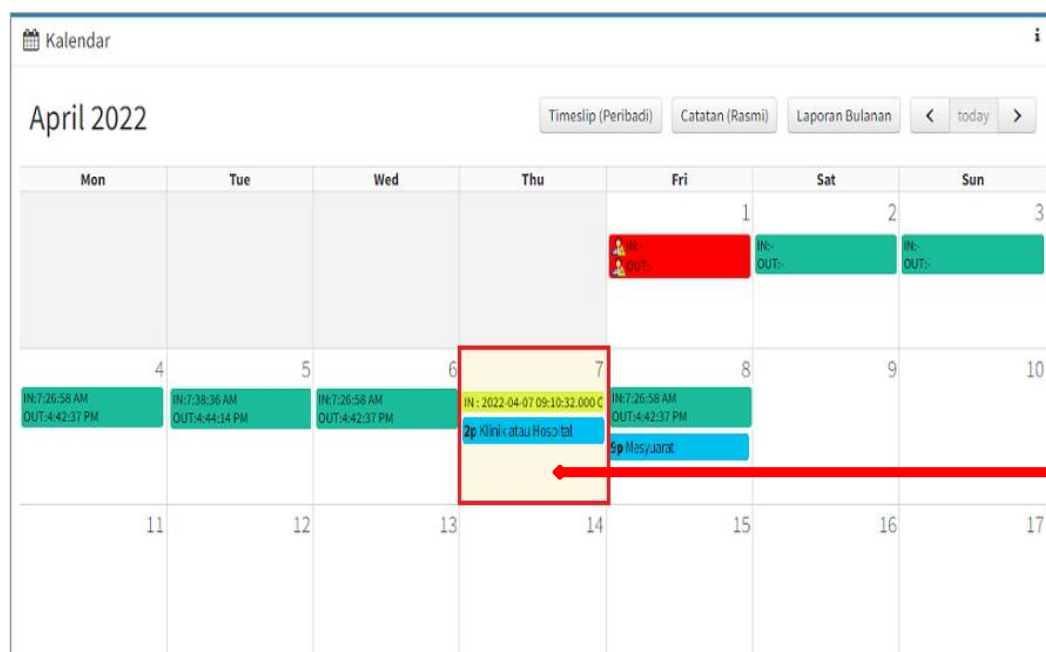 Kalendar
April 2022
Timeslip (Peribadi) Catatan (Rasmi) Laporan Bulanan < today >
Mon Tue Wed Thu Fri Sat Sun
1 2 3
IN:- IN:- IN:-
OUT:- OUT:- OUT:-
4 5 6 7 8 9 10
IN:7:26:58 AM IN:7:38:36 AM IN:7:26:58 AM IN : 2022-04-07 09:10:32.000 O IN:7:26:58 AM
OUT:4:42:37 PM OUT:4:44:14 PM OUT:4:42:37 PM OUT:4:42:37 PM
2p Klinik atau Hospital 9p Mesyuarat
11 12 13 14 15 16 17